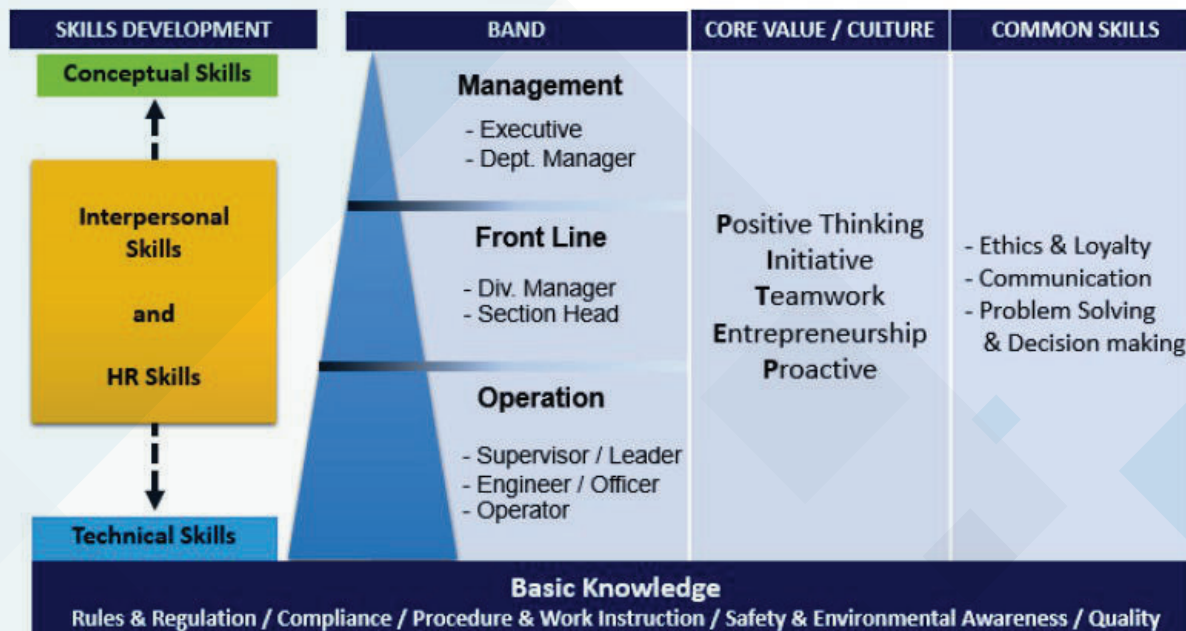 SKILLS DEVELOPMENT
Conceptual Skills
Interpersonal
Skills
and
HR Skills
Technical Skills
BAND
Management
- Executive
- Dept. Manager
Front Line
- Div. Manager
- Section Head
Operation
- Supervisor / Leader
- Engineer / Officer
- Operator
CORE VALUE / CULTURE
Positive Thinking
Initiative
Teamwork
Entrepreneurship
Proactive
COMMON SKILLS
- Ethics & Loyalty
- Communication
- Problem Solving
& Decision making
Basic Knowledge
Rules & Regulation / Compliance / Procedure & Work Instruction / Safety & Environmental Awareness / Quality